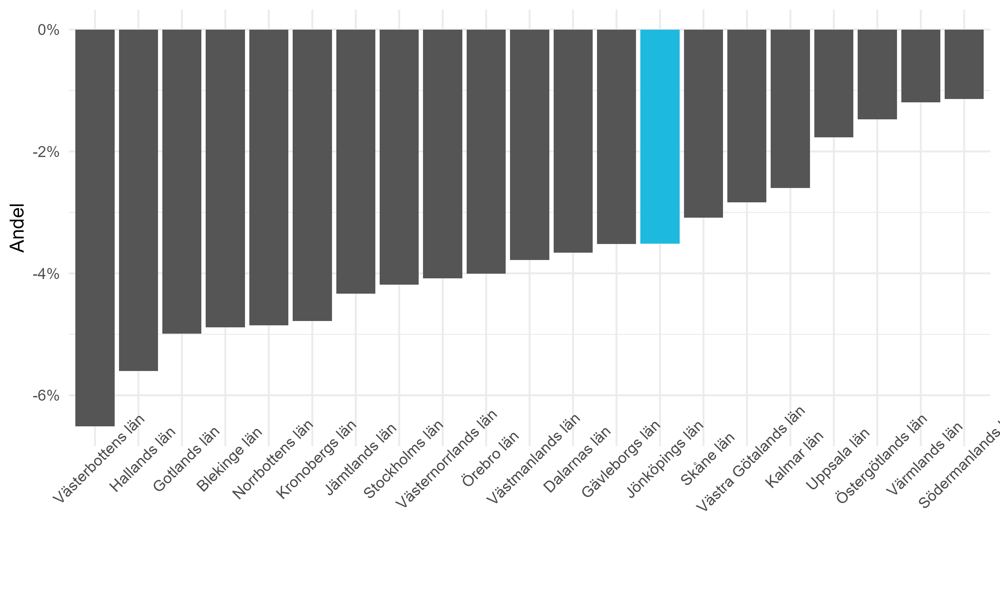 0%
-2%
-4%
-6%
Andel
Västerbottens län
Hallands län
Gotlands län
Blekinge län
Norrbottens län
Kronobergs län
Jämtlands län
Stockholms län
Västernorrlands län
Örebro län
Västmanlands län
Dalarnas län
Gävleborgs län
Jönköpings län
Skåne län
Västra Götalands län
Kalmar län
Uppsala län
Östergötlands län
Värmlands län
Södermanlands